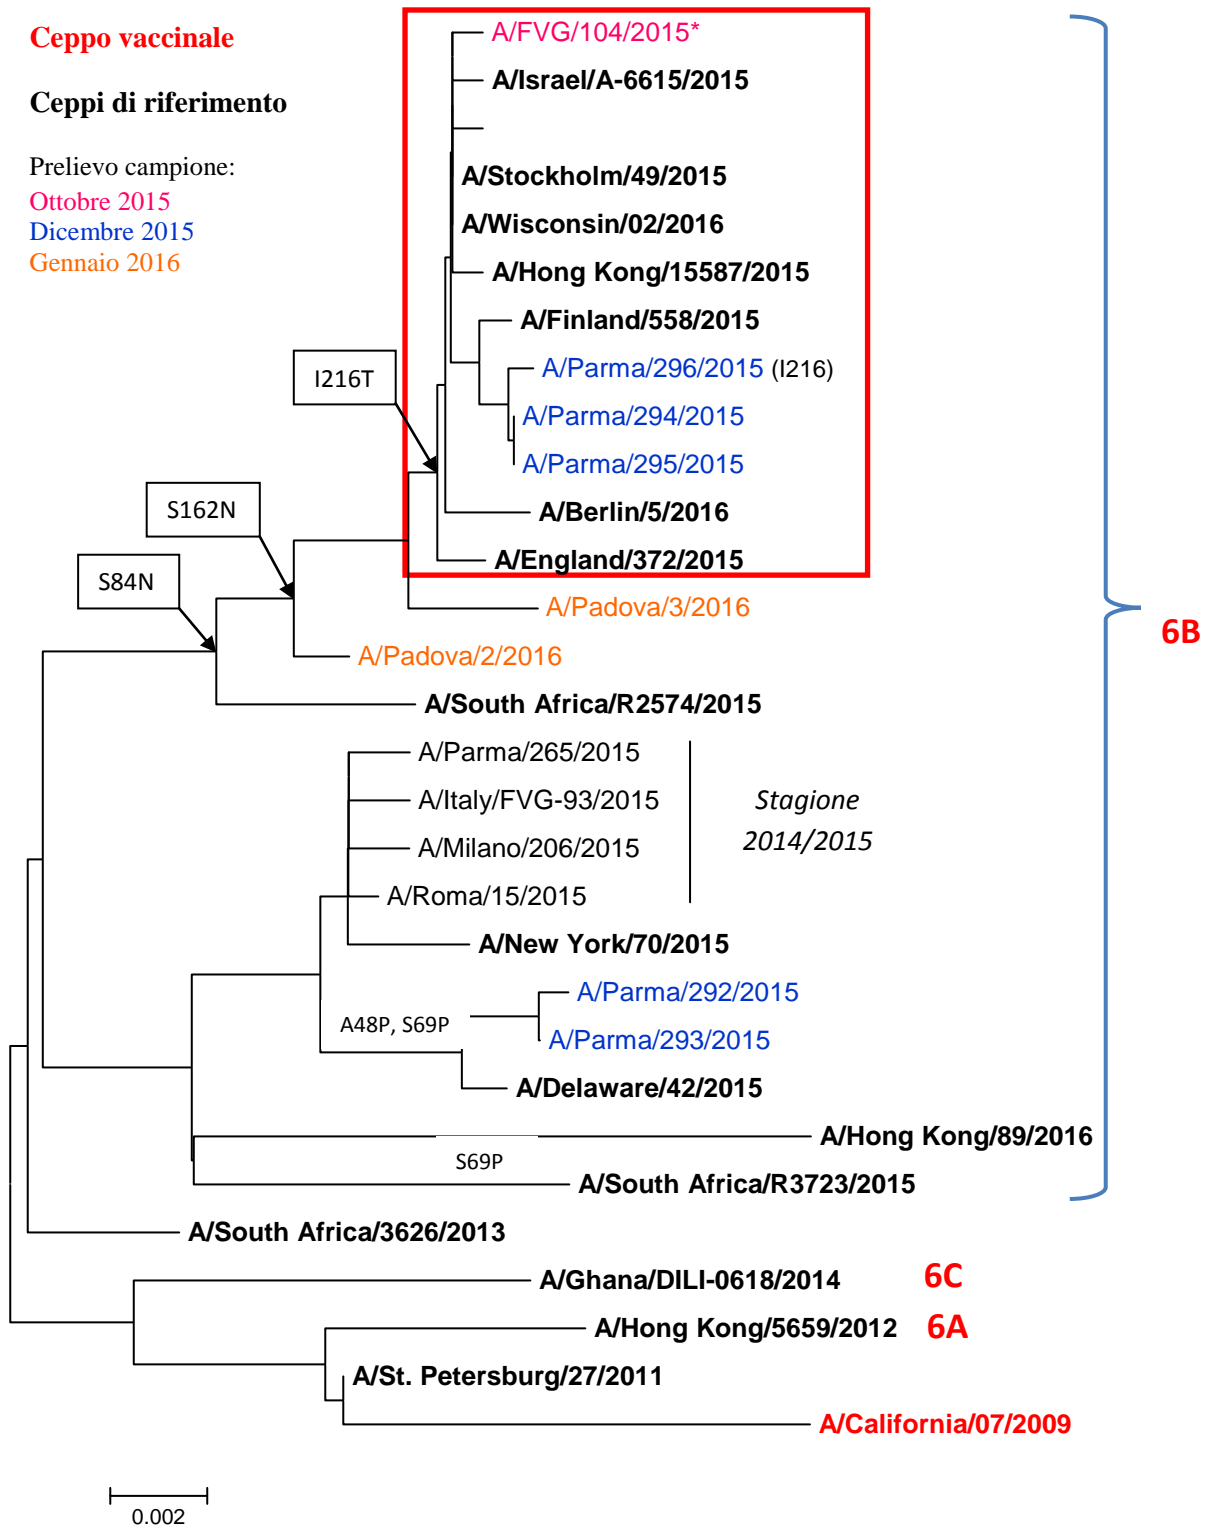 Ceppo vaccinale
Ceppi di riferimento
Prelievo campione:
Ottobre 2015
Dicembre 2015
Gennaio 2016
A/FVG/104/2015*
A/Israel/A-6615/2015
A/Stockholm/49/2015
A/Wisconsin/02/2016
A/Hong Kong/15587/2015
A/Finland/558/2015
I216T
A/Parma/296/2015 (I216)
A/Parma/294/2015
A/Parma/295/2015
S162N
A/Berlin/5/2016
A/England/372/2015
S84N
A/Padova/3/2016
6B
A/Padova/2/2016
A/South Africa/R2574/2015
A/Parma/265/2015
A/Italy/FVG-93/2015
A/Milano/206/2015
A/Roma/15/2015
Stagione
2014/2015
A/New York/70/2015
A/Parma/292/2015
A48P, S69P
A/Parma/293/2015
A/Delaware/42/2015
A/Hong Kong/89/2016
S69P
A/South Africa/R3723/2015
A/South Africa/3626/2013
A/Ghana/DILI-0618/2014 6C
A/Hong Kong/5659/2012 6A
A/St. Petersburg/27/2011
A/California/07/2009
0.002